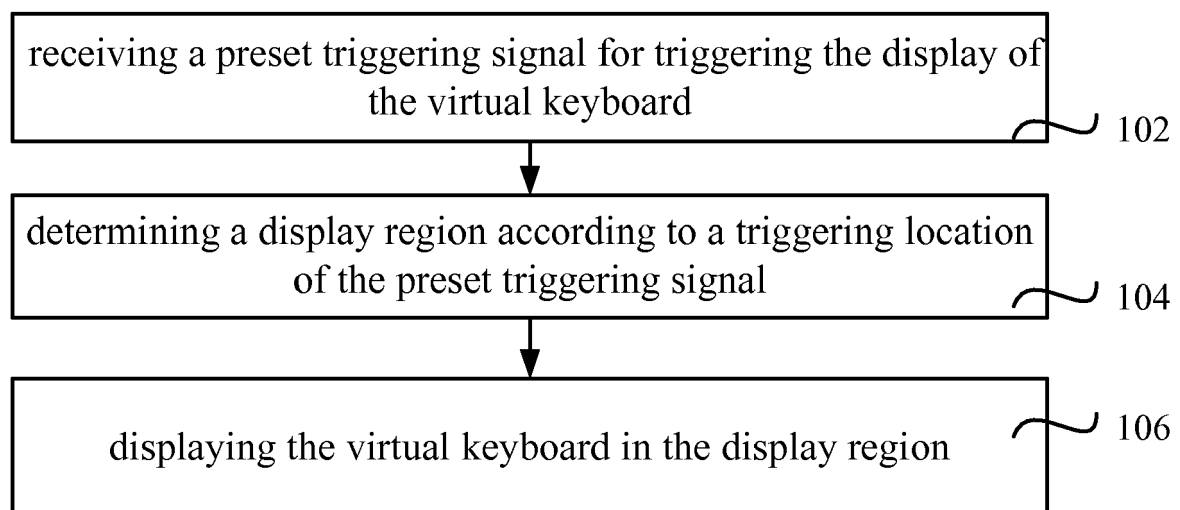 receiving a preset triggering signal for triggering the display of
the virtual keyboard
102
determining a display region according to a triggering location
of the preset triggering signal
104
displaying the virtual keyboard in the display region
106